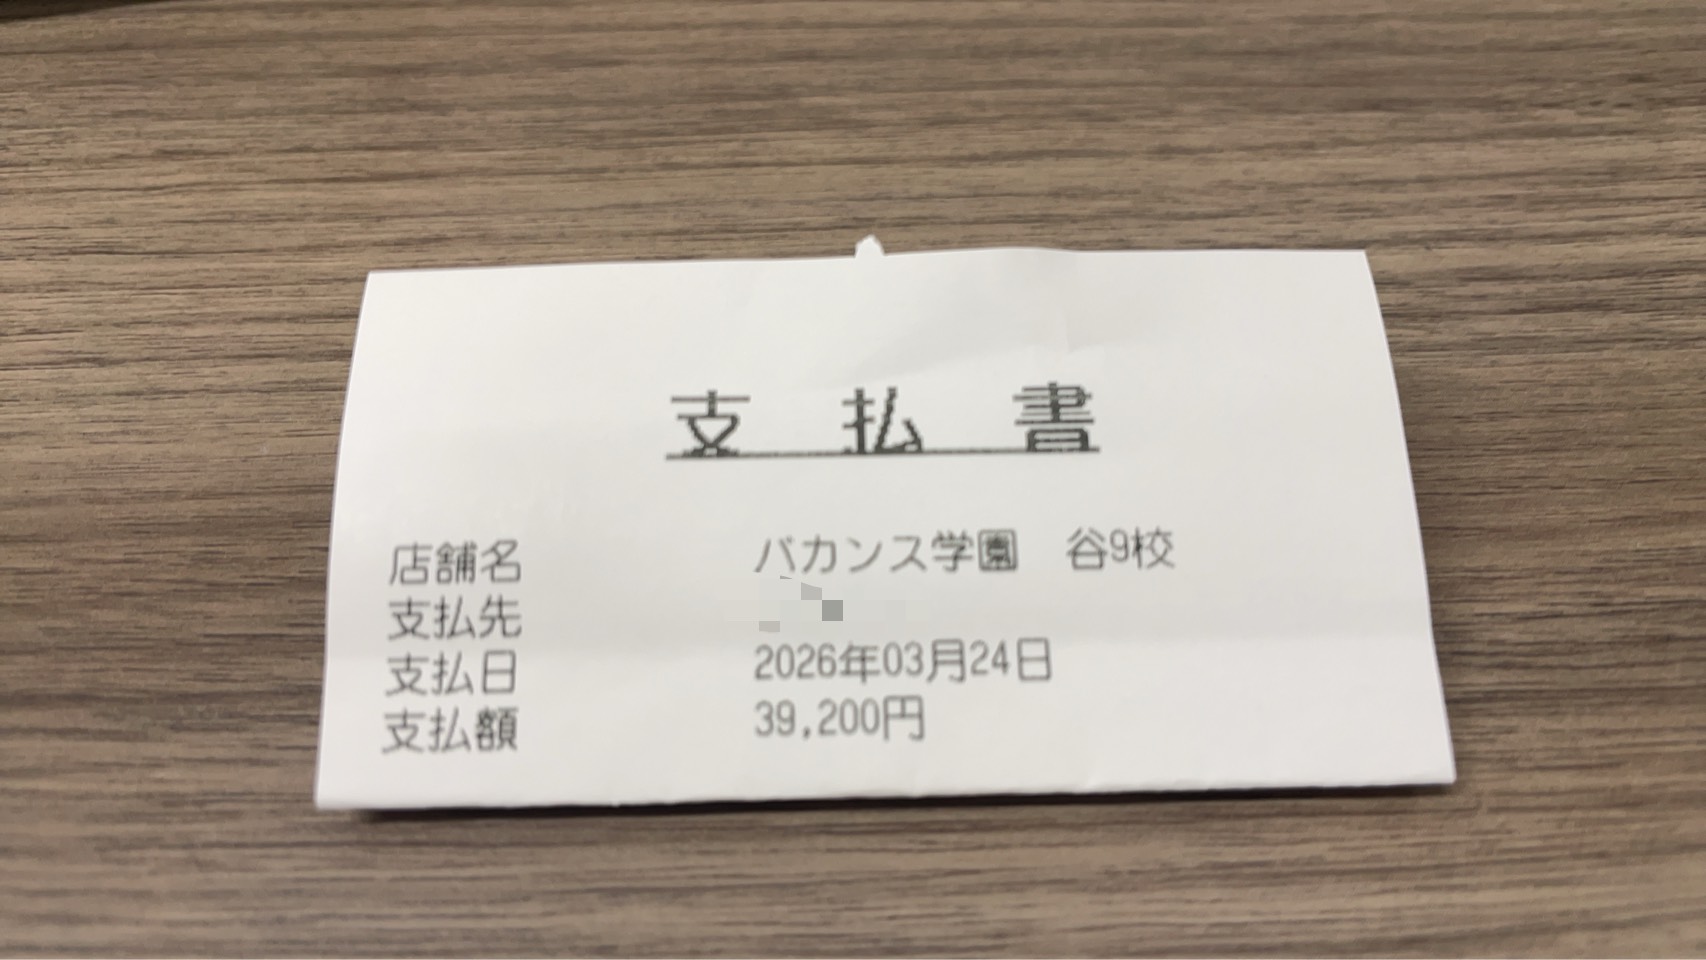 支払書
店舗名 バカンス学園 谷9校
支払先
支払日 2026年03月24日
支払額 39,200円